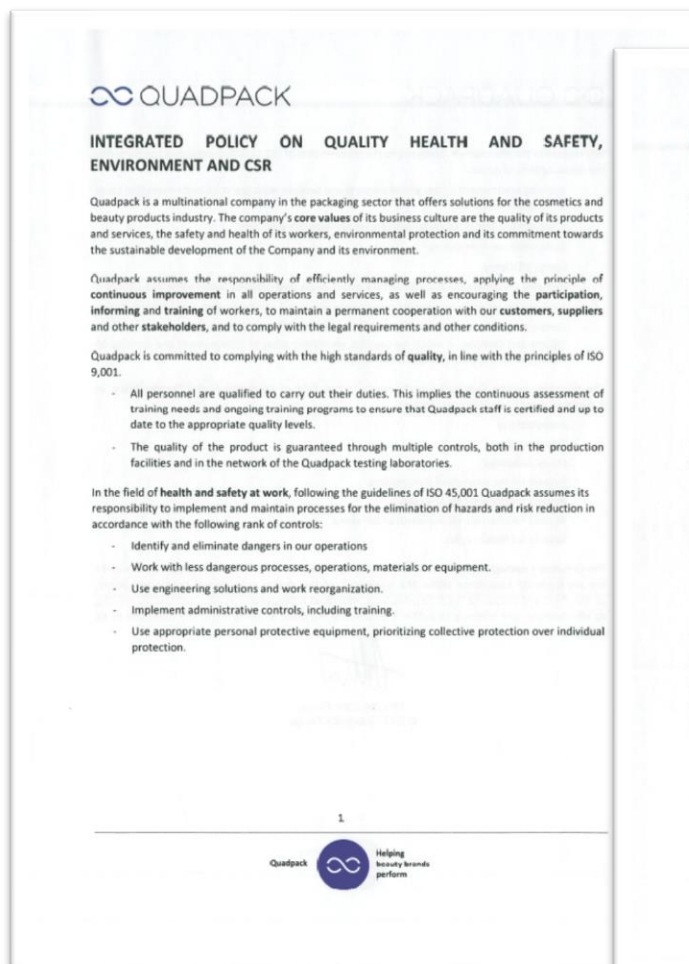 QUADPACK
INTEGRATED POLICY ON QUALITY HEALTH AND SAFETY,
ENVIRONMENT AND CSR
Quadpack is a multinational company in the packaging sector that offers solutions for the cosmetics and
beauty products industry. The company's core values of its business culture are the quality of its products
and services, the safety and health of its workers, environmental protection and its commitment towards
the sustainable development of the Company and its environment.
Quadpack assumes the responsibility of efficiently managing processes, applying the principle of
continuous improvement in all operations and services, as well as encouraging the participation,
informing and training of workers, to maintain a permanent cooperation with our customers, suppliers
and other stakeholders, and to comply with the legal requirements and other conditions.
Quadpack is committed to complying with the high standards of quality, in line with the principles of ISO
9,001.
- All personnel are qualified to carry out their duties. This implies the continuous assessment of
training needs and ongoing training programs to ensure that Quadpack staff is certified and up to
date to the appropriate quality levels.
- The quality of the product is guaranteed through multiple controls, both in the production
facilities and in the network of the Quadpack testing laboratories.
In the field of health and safety at work, following the guidelines of ISO 45,001 Quadpack assumes its
responsibility to implement and maintain processes for the elimination of hazards and risk reduction in
accordance with the following rank of controls:
- Identify and eliminate dangers in our operations
- Work with less dangerous processes, operations, materials or equipment.
- Use engineering solutions and work reorganization.
- Implement administrative controls, including training.
- Use appropriate personal protective equipment, prioritizing collective protection over individual
protection.
1
Quadpack
Helping
beauty brands
perform